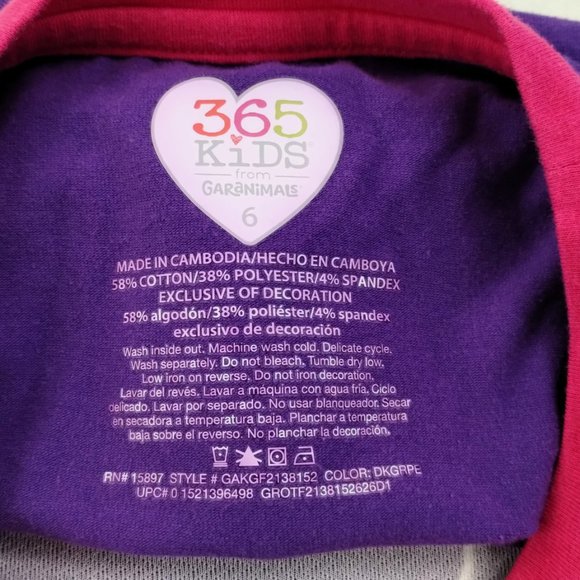 365
KiDS®
from
GARANiMALS®
6
MADE IN CAMBODIA/HECHO EN CAMBOYA
58% COTTON/38% POLYESTER/4% SPANDEX
EXCLUSIVE OF DECORATION
58% algodón/38% poliéster/4% spandex
exclusivo de decoración
Wash inside out. Machine wash cold. Delicate cycle.
Wash separately. Do not bleach. Tumble dry low.
Low iron on reverse. Do not iron decoration.
Lavar del revés. Lavar a máquina con agua fría. Ciclo
delicado. Lavar por separado. No usar blanqueador. Secar
en secadora a temperatura baja. Planchar a temperatura
baja sobre el reverso. No planchar la decoración.
RN# 15897 STYLE # GAKGF2138152 COLOR: DKGRPE
UPC# 0 1521396498 GROTF2138152626D1